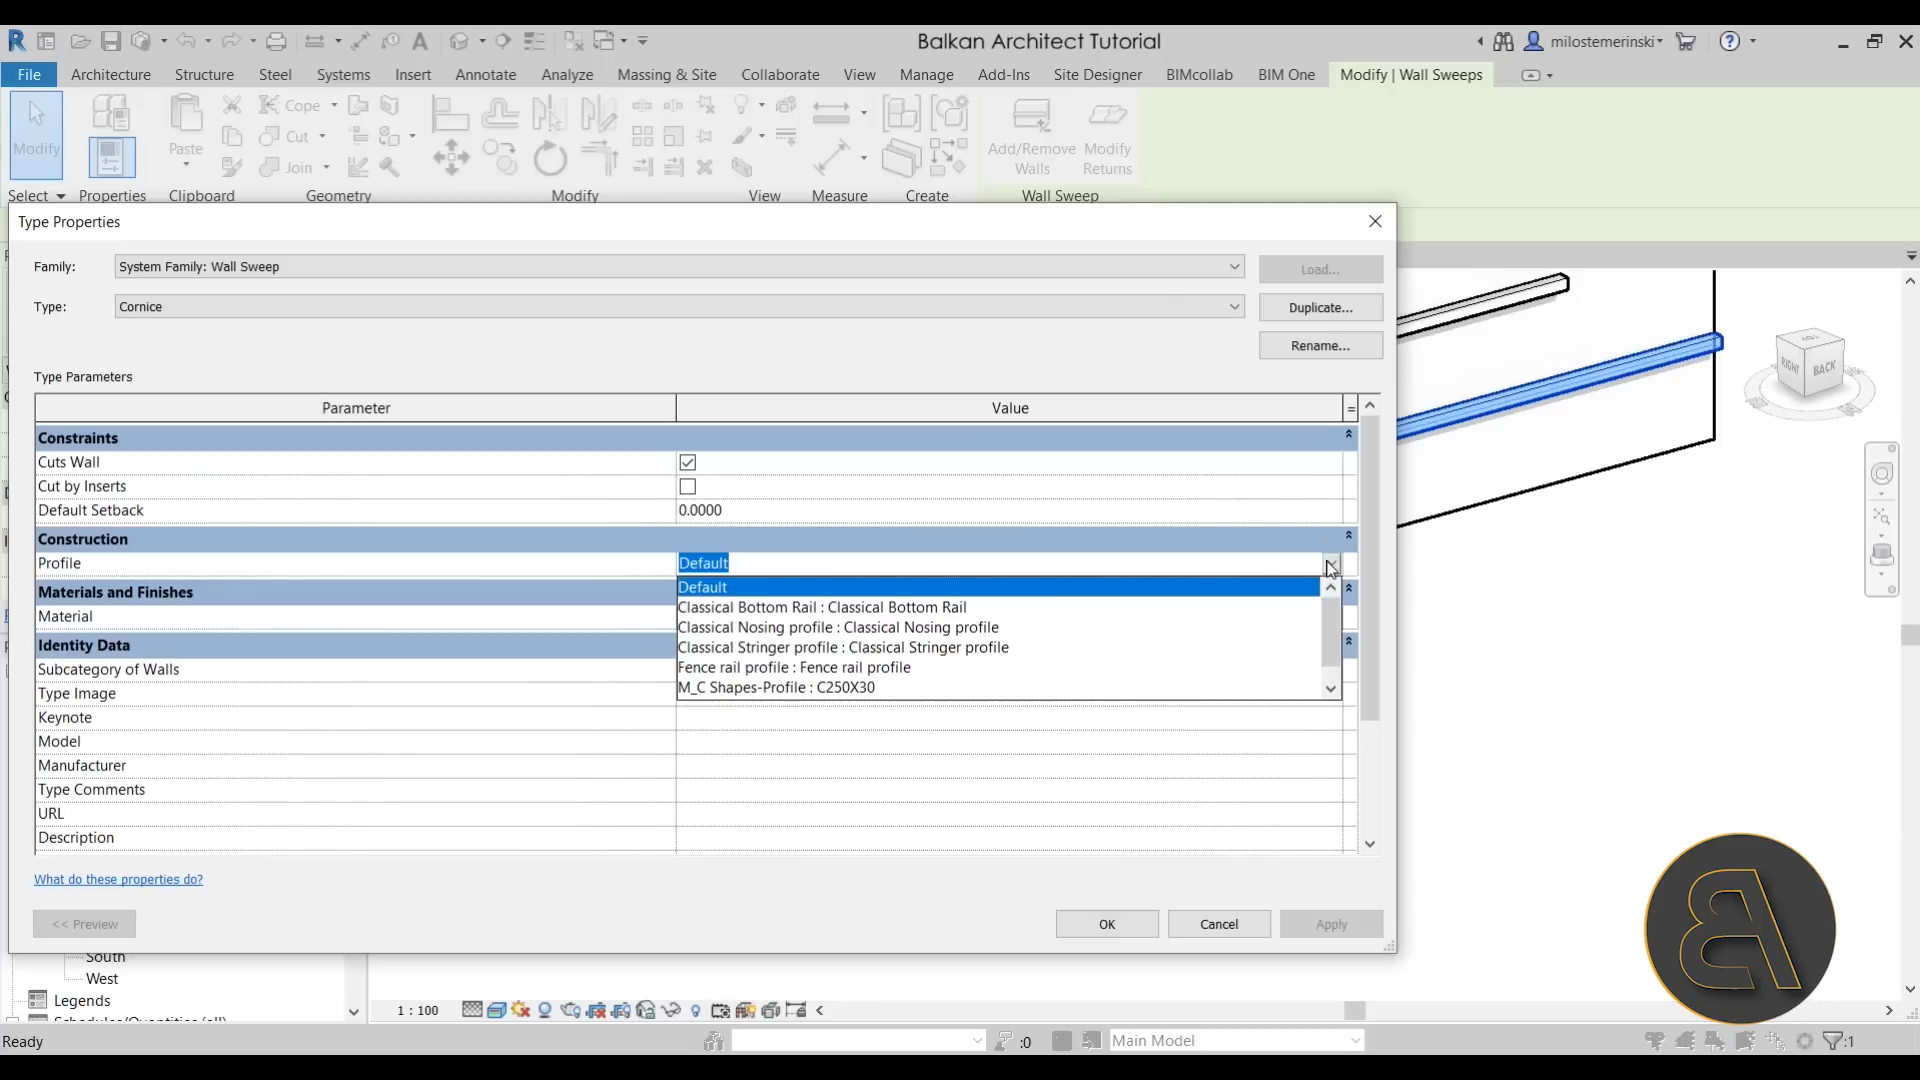 Balkan Architect Tutorial
milostemerinski
File Architecture Structure Steel Systems Insert Annotate Analyze Massing & Site Collaborate View Manage Add-Ins Site Designer BIMcollab BIM One Modify | Wall Sweeps
Modify
Paste
Cope
Cut
Join
Add/Remove
Walls
Modify
Returns
Select Properties Clipboard Geometry Modify View Measure Create Wall Sweep
Type Properties
Family: System Family: Wall Sweep Load...
Type: Cornice Duplicate...
Rename...
Type Parameters
Parameter Value =
Constraints
Cuts Wall
Cut by Inserts
Default Setback 0.0000
Construction
Profile Default
Default
Classical Bottom Rail : Classical Bottom Rail
Classical Nosing profile : Classical Nosing profile
Classical Stringer profile : Classical Stringer profile
Fence rail profile : Fence rail profile
M_C Shapes-Profile : C250X30
Materials and Finishes
Material
Identity Data
Subcategory of Walls
Type Image
Keynote
Model
Manufacturer
Type Comments
URL
Description
What do these properties do?
<< Preview OK Cancel Apply
RIGHT BACK
South
West
Legends
Schedules/Quantities (all)
1 : 100
Ready :0 Main Model :1